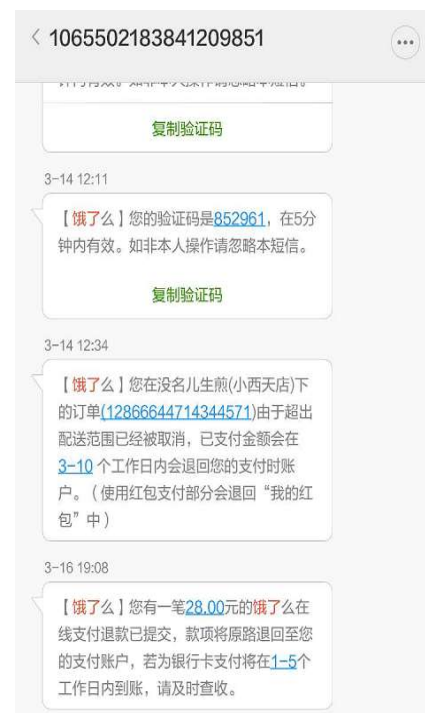 1065502183841209851
复制验证码
3-14 12:11
【饿了么】您的验证码是852961，在5分
钟内有效。如非本人操作请忽略本短信。
复制验证码
3-14 12:34
【饿了么】您在没名儿生煎(小西天店)下
的订单(12866644714344571)由于超出
配送范围已经被取消，已支付金额会在
3-10个工作日内会退回您的支付时账
户。（使用红包支付部分会退回“我的红
包”中）
3-16 19:08
【饿了么】您有一笔28.00元的饿了么在
线支付退款已提交，款项将原路退回至您
的支付账户，若为银行卡支付将在1-5个
工作日内到账，请及时查收。